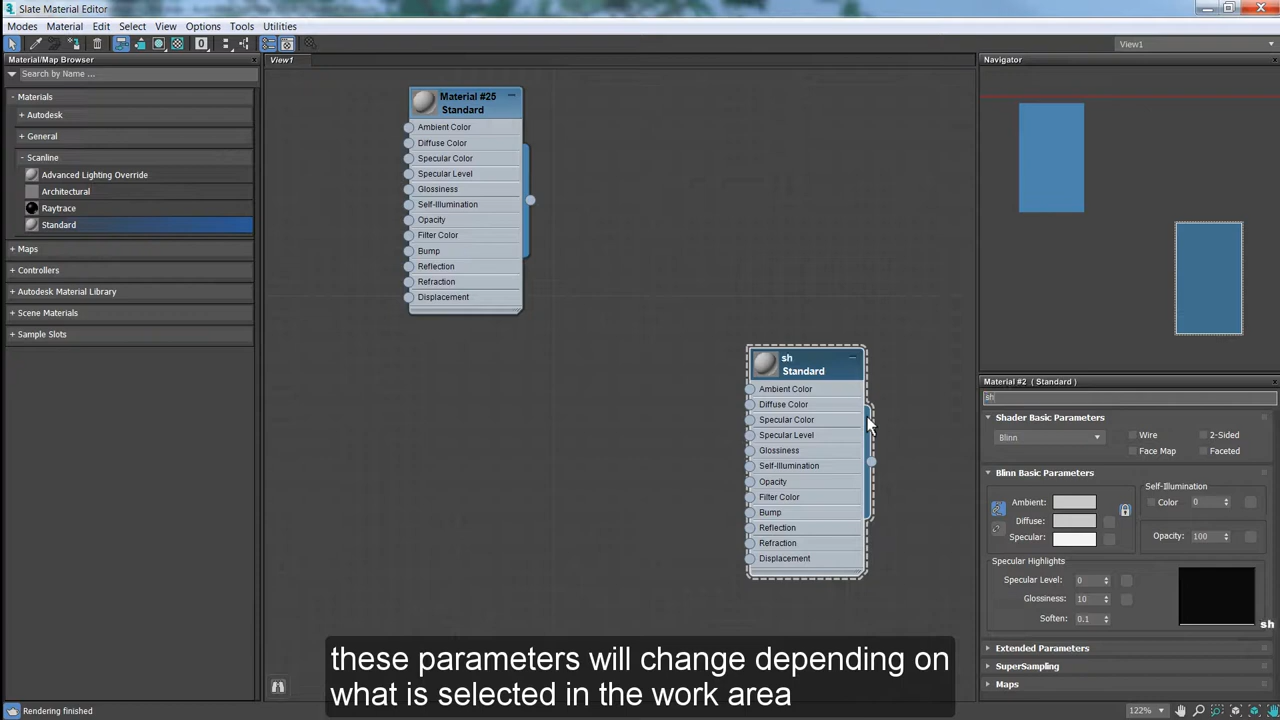 Slate Material Editor
Modes Material Edit Select View Options Tools Utilities
0
View1
Material/Map Browser
Search by Name ...
- Materials
+ Autodesk
+ General
- Scanline
Advanced Lighting Override
Architectural
Raytrace
Standard
+ Maps
+ Controllers
+ Autodesk Material Library
+ Scene Materials
+ Sample Slots
View1
Material #25
Standard
Ambient Color
Diffuse Color
Specular Color
Specular Level
Glossiness
Self-Illumination
Opacity
Filter Color
Bump
Reflection
Refraction
Displacement
sh
Standard
Ambient Color
Diffuse Color
Specular Color
Specular Level
Glossiness
Self-Illumination
Opacity
Filter Color
Bump
Reflection
Refraction
Displacement
Navigator
Material #2 ( Standard )
sh
Shader Basic Parameters
Blinn
Wire 2-Sided
Face Map Faceted
Blinn Basic Parameters
Self-Illumination
Ambient: Color 0
Diffuse:
Specular: Opacity: 100
Specular Highlights
Specular Level: 0
Glossiness: 10
Soften: 0.1
sh
Extended Parameters
SuperSampling
Maps
these parameters will change depending on
what is selected in the work area
Rendering finished
122%